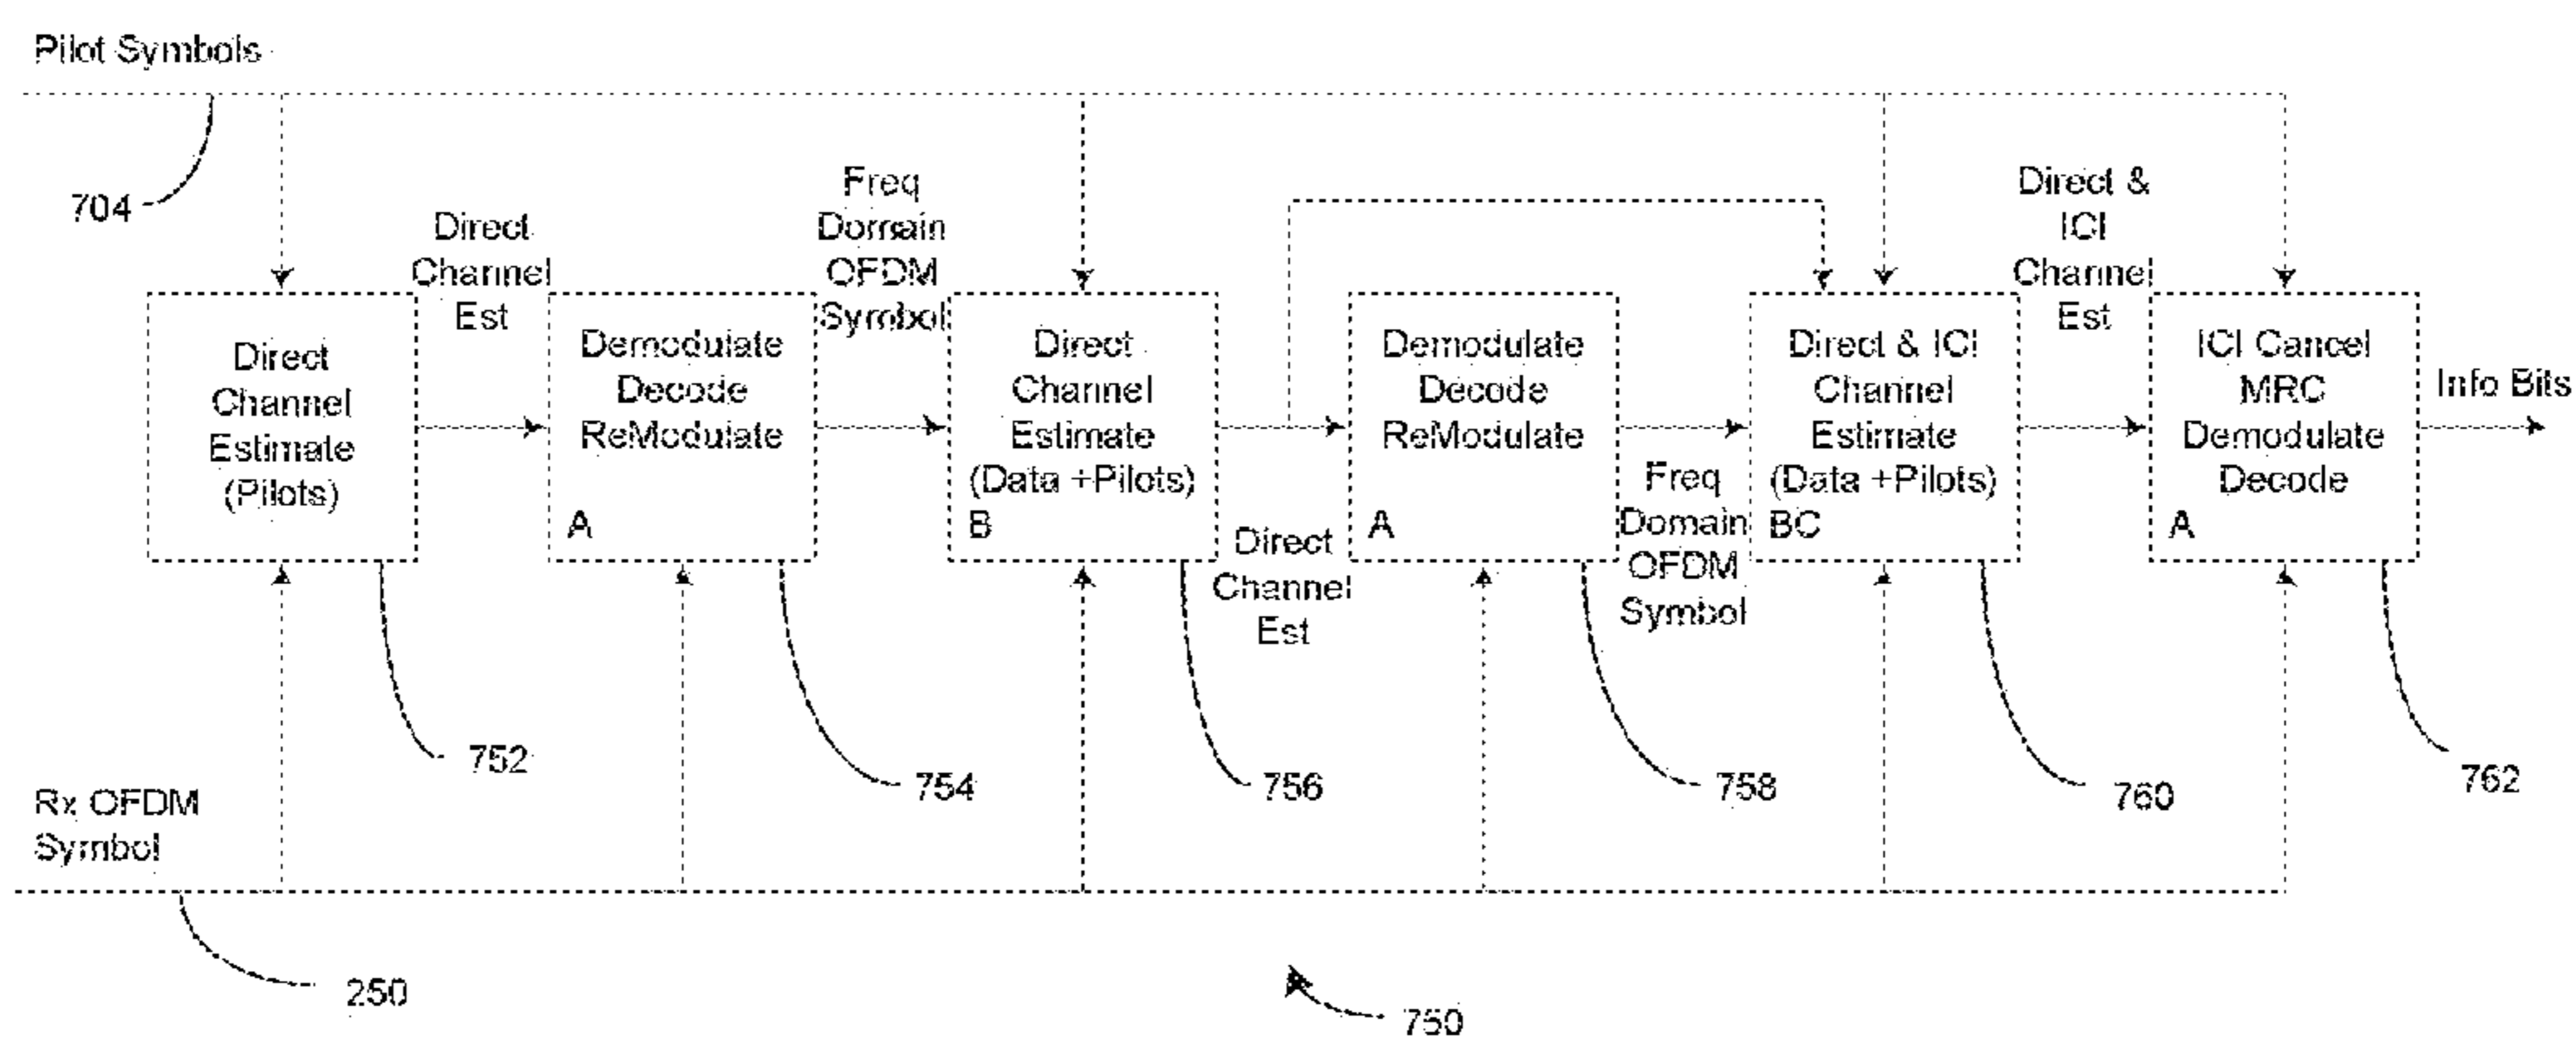 Pilot Symbols
704
Direct
Channel
Est
Freq
Domain
OFDM
Symbol
Direct &
ICI
Channel
Est
Direct
Channel
Estimate
(Pilots)
Demodulate
Decode
ReModulate
A
Direct
Channel
Estimate
(Data +Pilots)
B
Direct
Channel
Est
Demodulate
Decode
ReModulate
A
Freq
Domain
OFDM
Symbol
Direct & ICI
Channel
Estimate
(Data +Pilots)
BC
ICI Cancel
MRC
Demodulate
Decode
A
Info Bits
752
754
756
758
760
762
Rx OFDM
Symbol
250
750